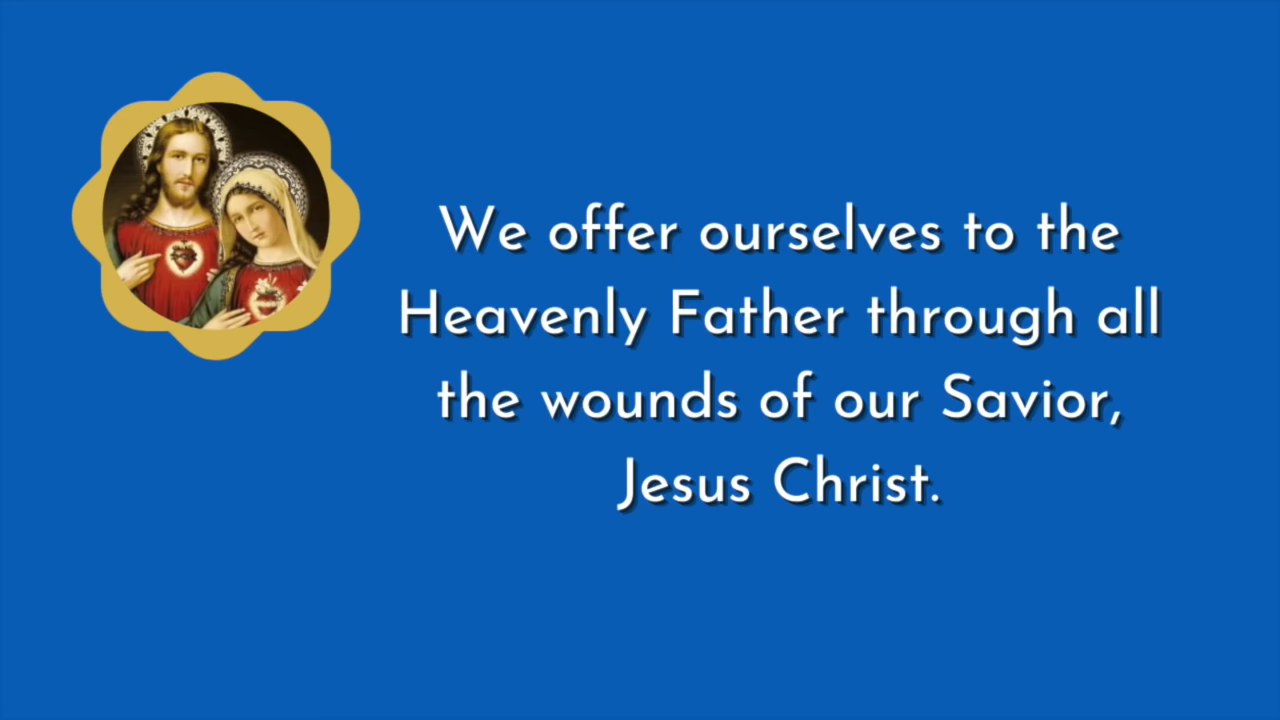 We offer ourselves to the
Heavenly Father through all
the wounds of our Savior,
Jesus Christ.